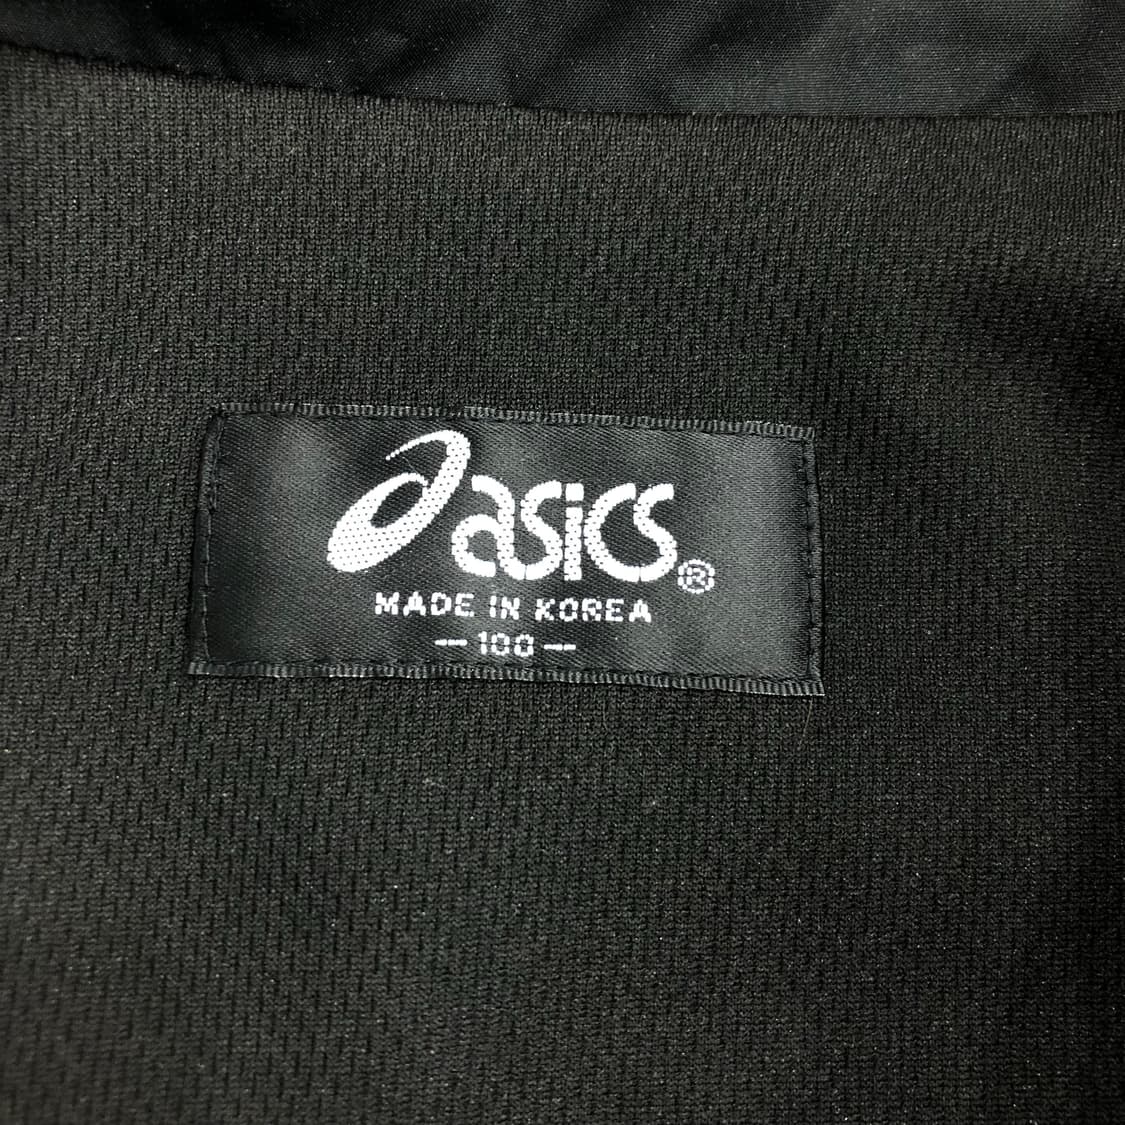 asics®
MADE IN KOREA
— 100 —